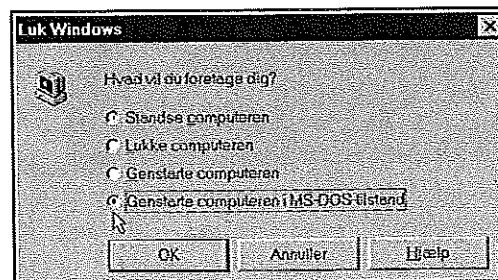 Luk Windows
Hvad vil du foretage dig?
Standse computeren
Lukke computeren
Genstarte computeren
Genstarte computeren i MS-DOS tilstand
OK
Annuller
Hjælp